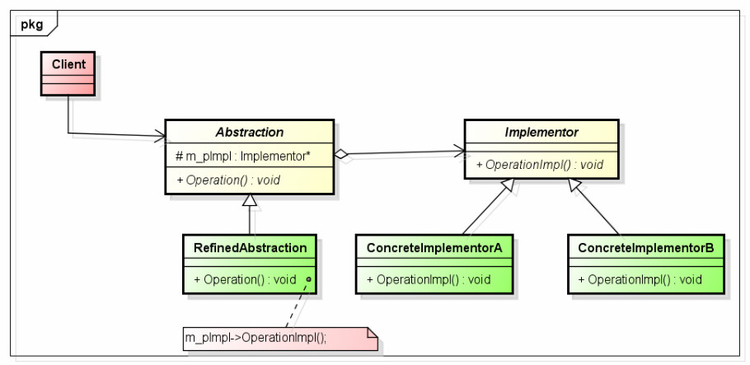 pkg
Client
Abstraction
# m_pImpl : Implementor*
+ Operation() : void
Implementor
+ OperationImpl() : void
RefinedAbstraction
+ Operation() : void
ConcreteImplementorA
+ OperationImpl() : void
ConcreteImplementorB
+ OperationImpl() : void
m_pImpl->OperationImpl();